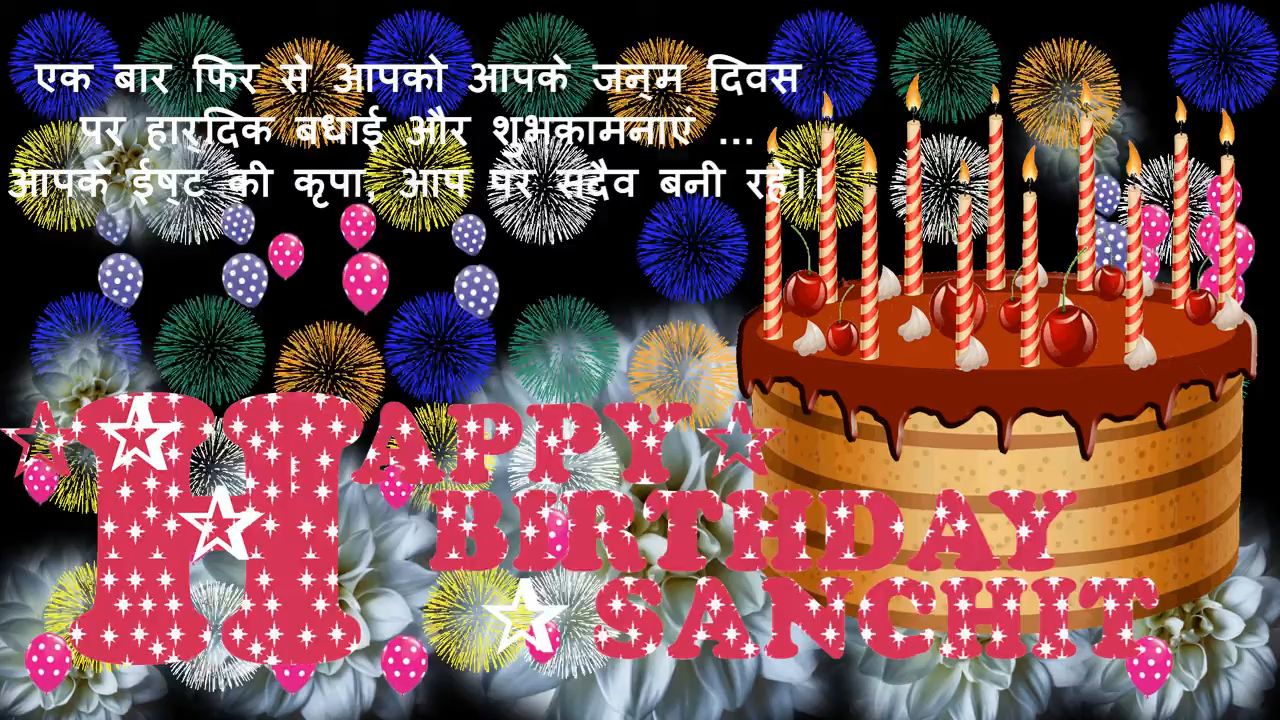 एक बार फिर से आपको आपके जन्म दिवस
पर हार्दिक बधाई और शुभकामनाएं ...
आपके ईष्ट की कृपा, आप पर सदैव बनी रहे।।
HAPPY
BIRTHDAY
SANCHIT